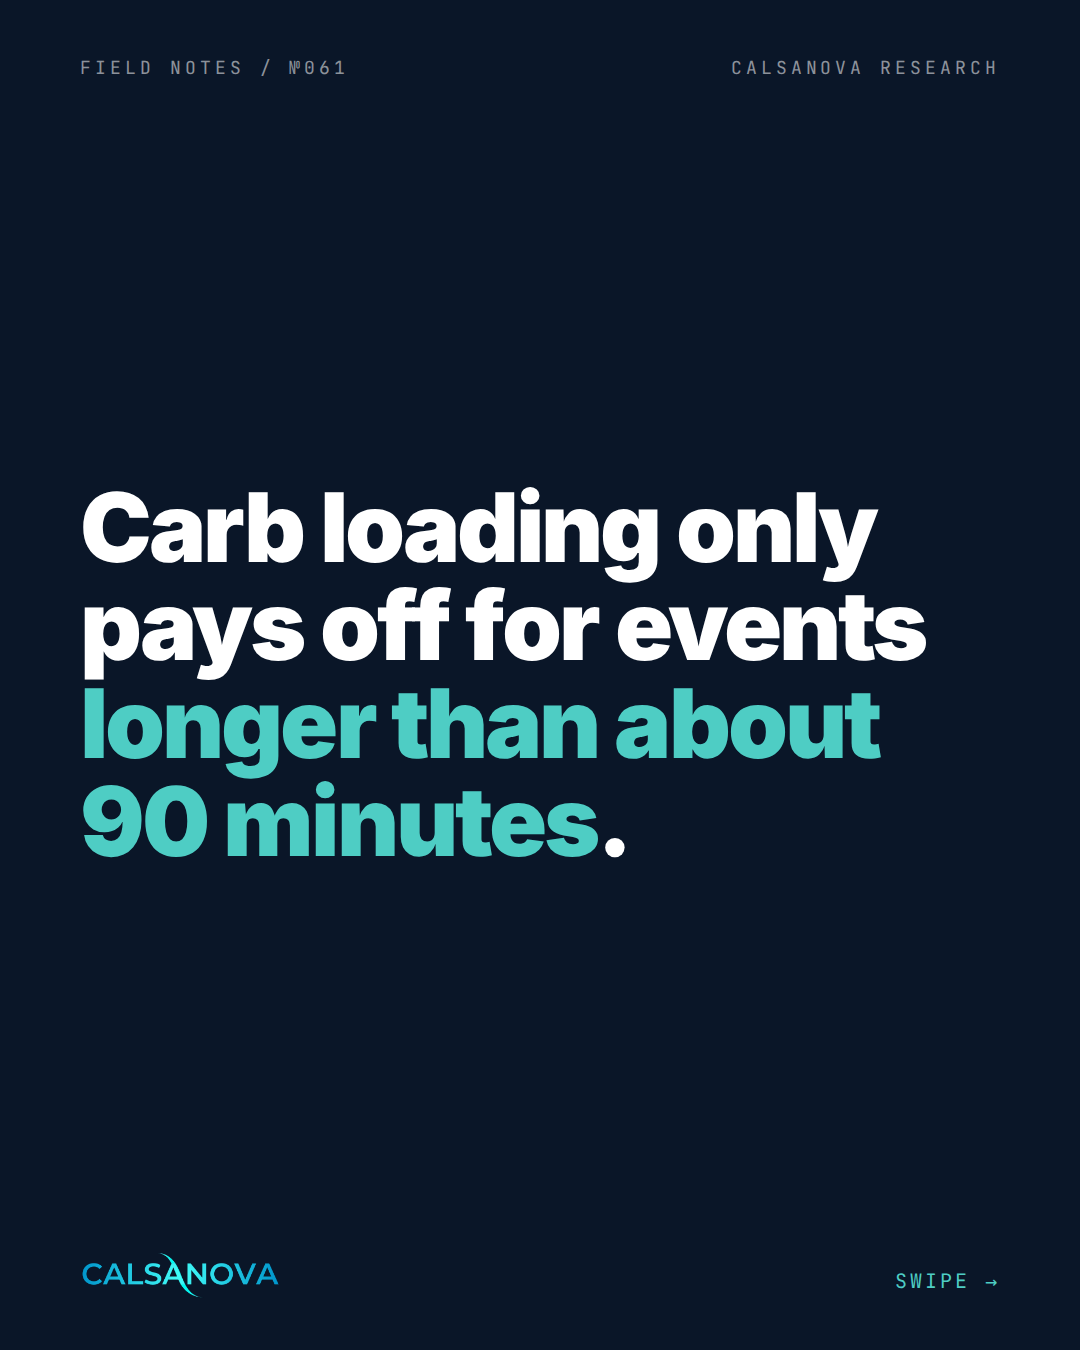 FIELD NOTES / №061
CALSANOVA RESEARCH
Carb loading only
pays off for events
longer than about
90 minutes.
CALSANOVA
SWIPE →